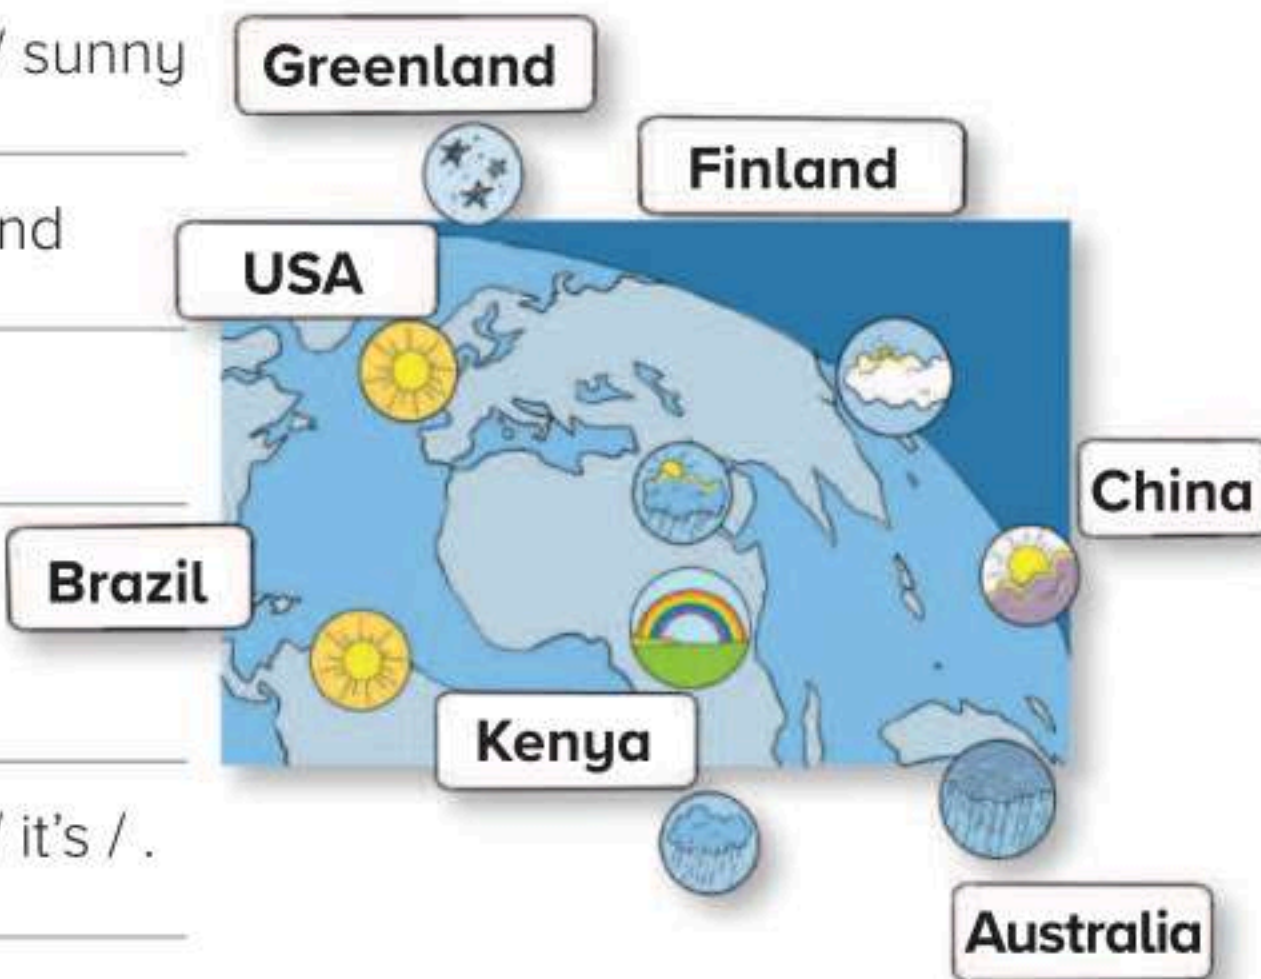 / sunny
Greenland
Finland
nd
USA
China
Brazil
Kenya
/ it's / .
Australia